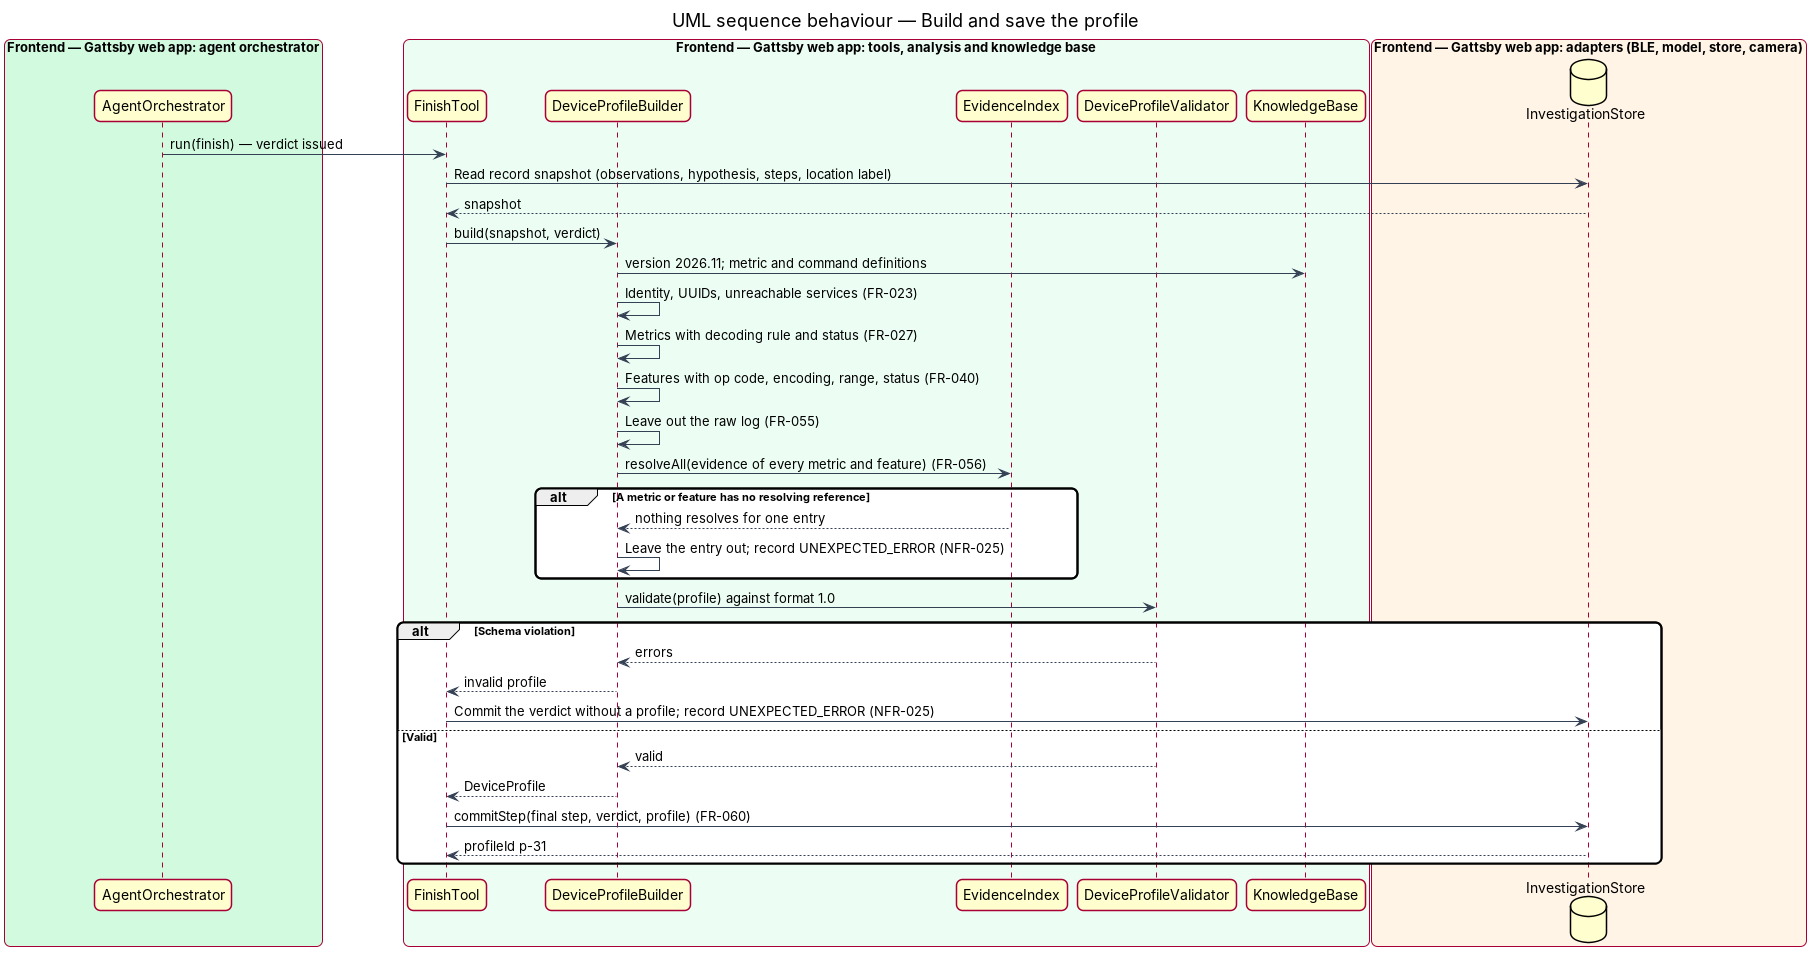 UML sequence behaviour — Build and save the profile
Frontend — Gattsby web app: agent orchestrator
Frontend — Gattsby web app: tools, analysis and knowledge base
Frontend — Gattsby web app: adapters (BLE, model, store, camera)
AgentOrchestrator
FinishTool
DeviceProfileBuilder
EvidenceIndex
DeviceProfileValidator
KnowledgeBase
InvestigationStore
run(finish) — verdict issued
Read record snapshot (observations, hypothesis, steps, location label)
snapshot
build(snapshot, verdict)
version 2026.11; metric and command definitions
Identity, UUIDs, unreachable services (FR-023)
Metrics with decoding rule and status (FR-027)
Features with op code, encoding, range, status (FR-040)
Leave out the raw log (FR-055)
resolveAll(evidence of every metric and feature) (FR-056)
alt
[A metric or feature has no resolving reference]
nothing resolves for one entry
Leave the entry out; record UNEXPECTED_ERROR (NFR-025)
validate(profile) against format 1.0
alt
[Schema violation]
errors
invalid profile
Commit the verdict without a profile; record UNEXPECTED_ERROR (NFR-025)
[Valid]
valid
DeviceProfile
commitStep(final step, verdict, profile) (FR-060)
profileId p-31
AgentOrchestrator
FinishTool
DeviceProfileBuilder
EvidenceIndex
DeviceProfileValidator
KnowledgeBase
InvestigationStore